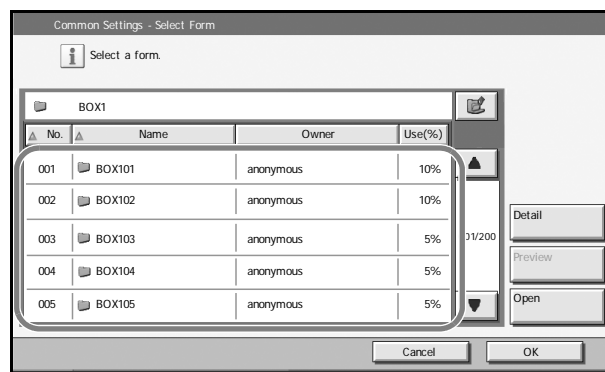 Common Settings - Select Form
Select a form.
BOX1
No. Name Owner Use(%)
001 BOX101 anonymous 10%
002 BOX102 anonymous 10%
003 BOX103 anonymous 5%
004 BOX104 anonymous 5%
005 BOX105 anonymous 5%
01/200
Detail
Preview
Open
Cancel OK